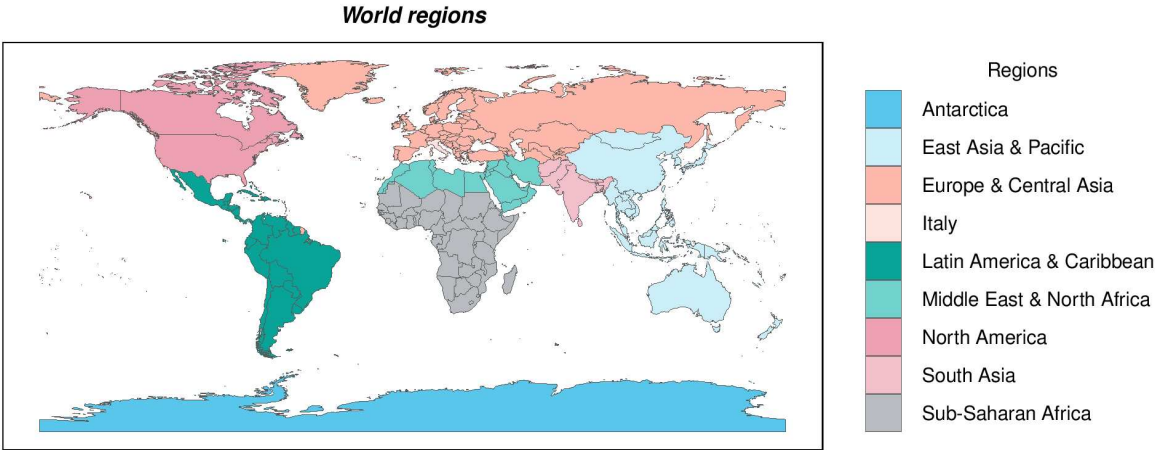 World regions
Regions
Antarctica
East Asia & Pacific
Europe & Central Asia
Italy
Latin America & Caribbean
Middle East & North Africa
North America
South Asia
Sub-Saharan Africa